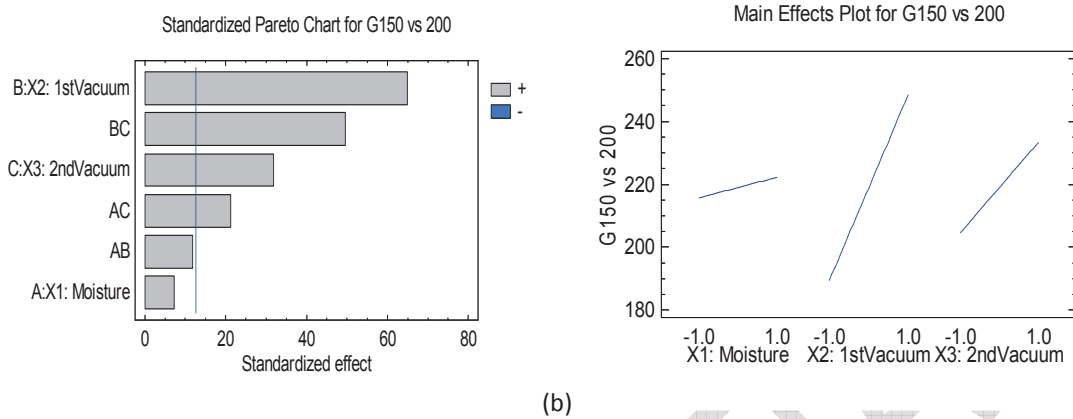 Standardized Pareto Chart for G150 vs 200
B:X2: 1stVacuum
BC
C:X3: 2ndVacuum
AC
AB
A:X1: Moisture
0 20 40 60 80
Standardized effect
+
-
Main Effects Plot for G150 vs 200
G150 vs 200
260
240
220
200
180
-1.0 1.0 -1.0 1.0 -1.0 1.0
X1: Moisture X2: 1stVacuum X3: 2ndVacuum
(b)